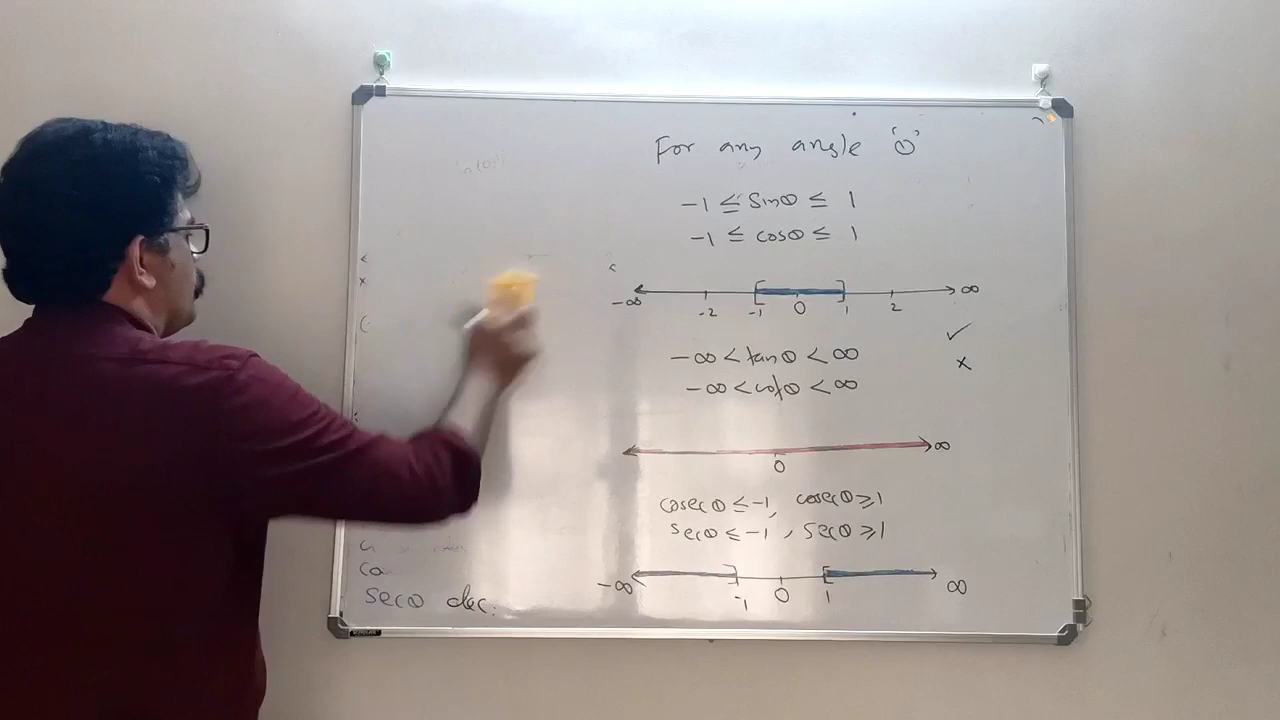 For any angle 'θ'
-1 ≤ Sinθ ≤ 1
-1 ≤ cosθ ≤ 1
-∞ -2 -1 0 1 2 ∞
✓
-∞ < tanθ < ∞
×
-∞ < cotθ < ∞
0 ∞
cosecθ ≤ -1, cosecθ ≥ 1
secθ ≤ -1, secθ ≥ 1
-∞ -1 0 1 ∞
Secθ dec.